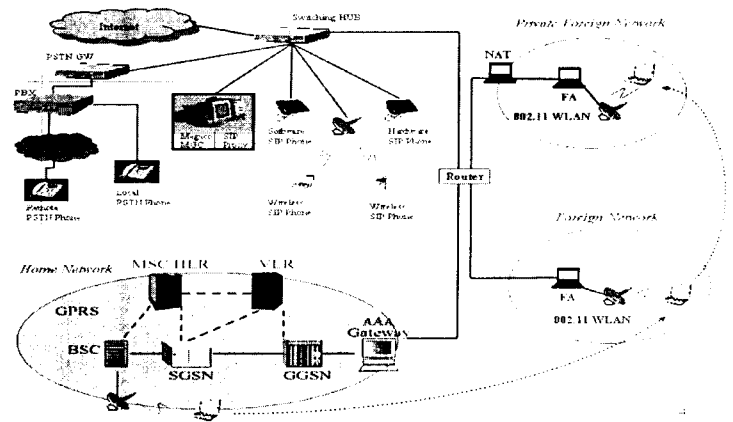 Internet
Switching HUB
PSTN GW
PBX
Megaco MGC
SIP Proxy
Software SIP Phone
Hardware SIP Phone
Wireless SIP Phone
Wireless SIP Phone
Remote PSTN Phone
Local PSTN Phone
Router
Private Foreign Network
NAT
FA
802.11 WLAN
Foreign Network
FA
802.11 WLAN
Home Network
MSC HLR
VLR
GPRS
BSC
SGSN
GGSN
AAA Gateway